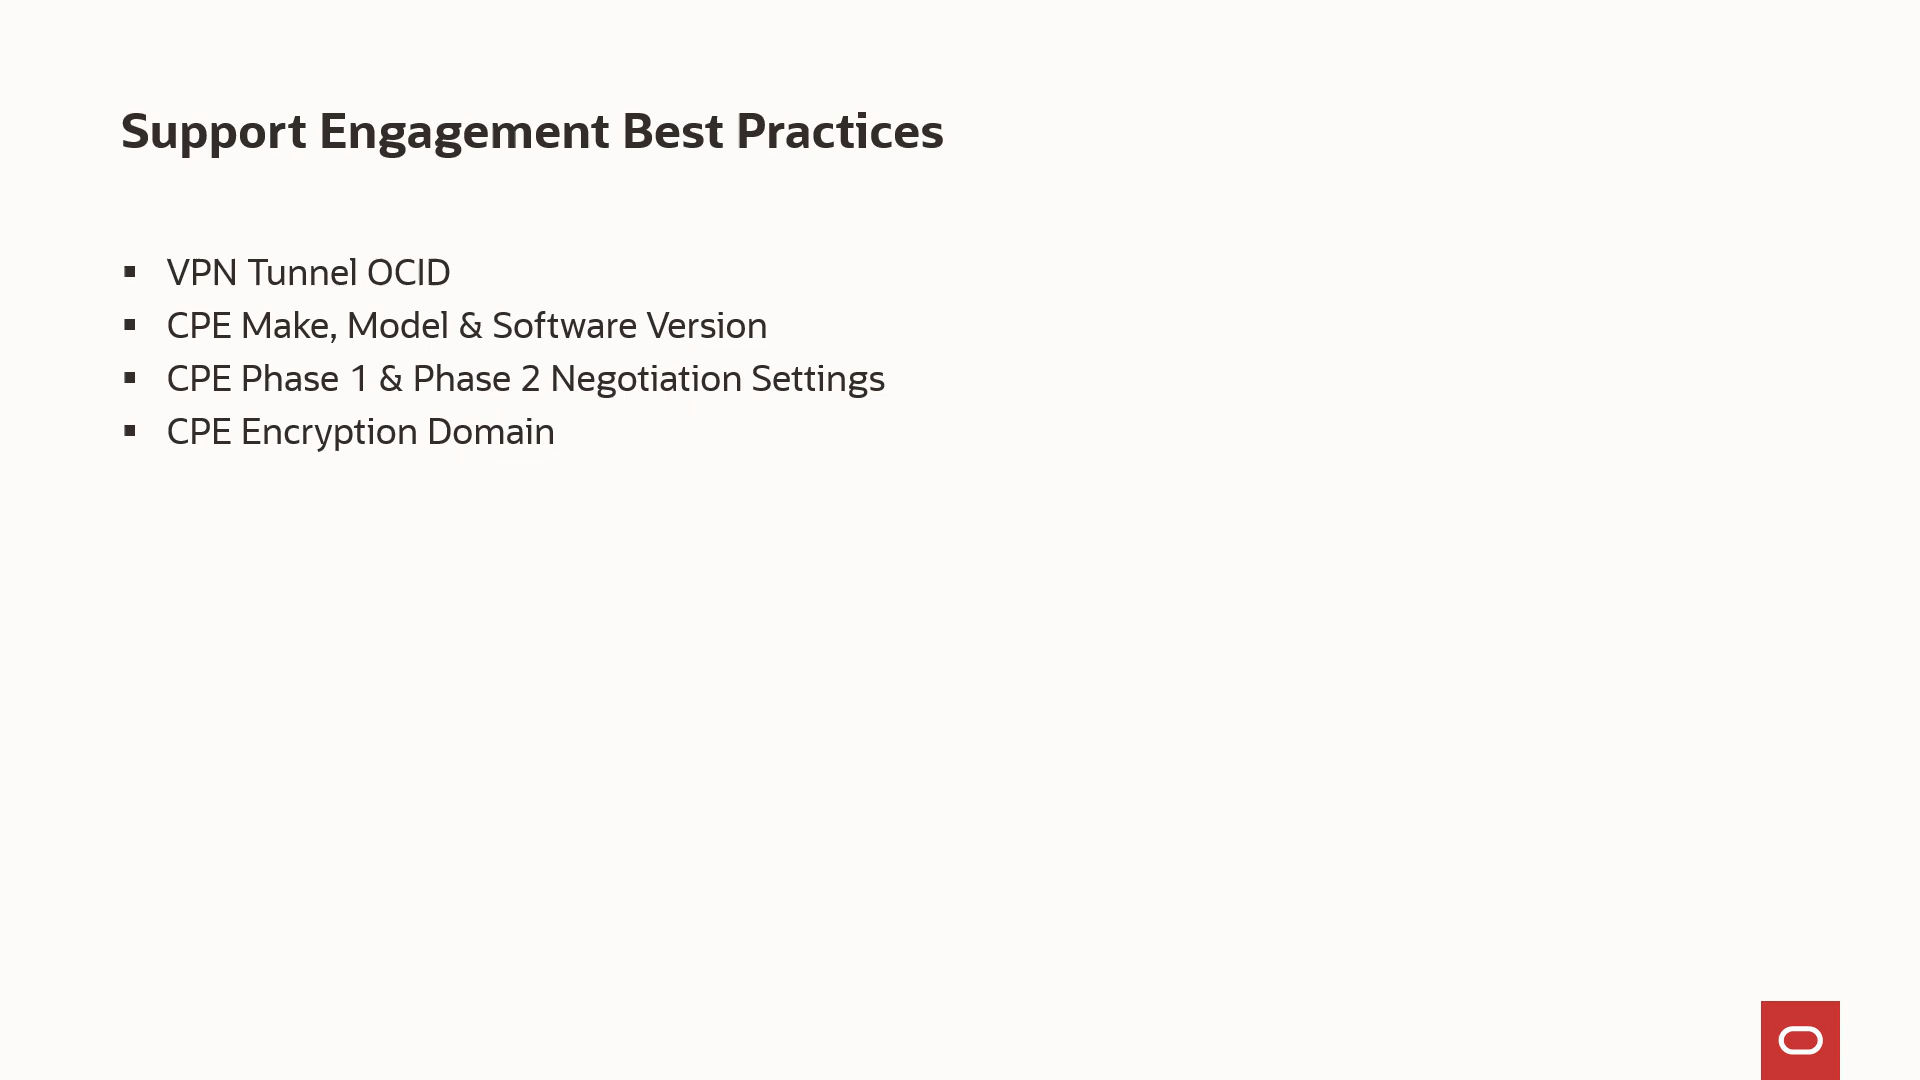 Support Engagement Best Practices
▪ VPN Tunnel OCID
▪ CPE Make, Model & Software Version
▪ CPE Phase 1 & Phase 2 Negotiation Settings
▪ CPE Encryption Domain